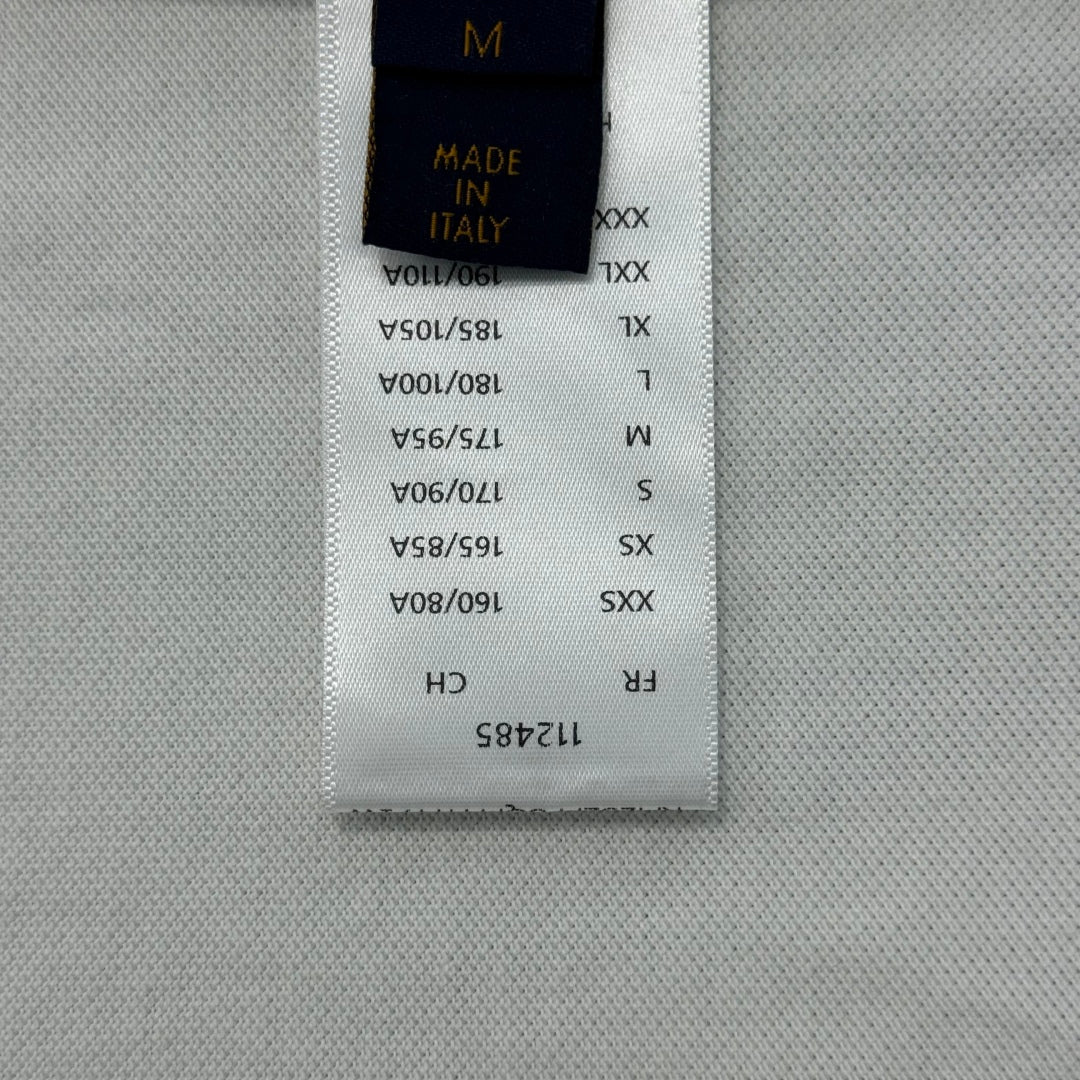 M
MADE
IN
ITALY
112485
FR CH
XXS 160/80A
XS 165/85A
S 170/90A
M 175/95A
L 180/100A
XL 185/105A
XXL 190/110A